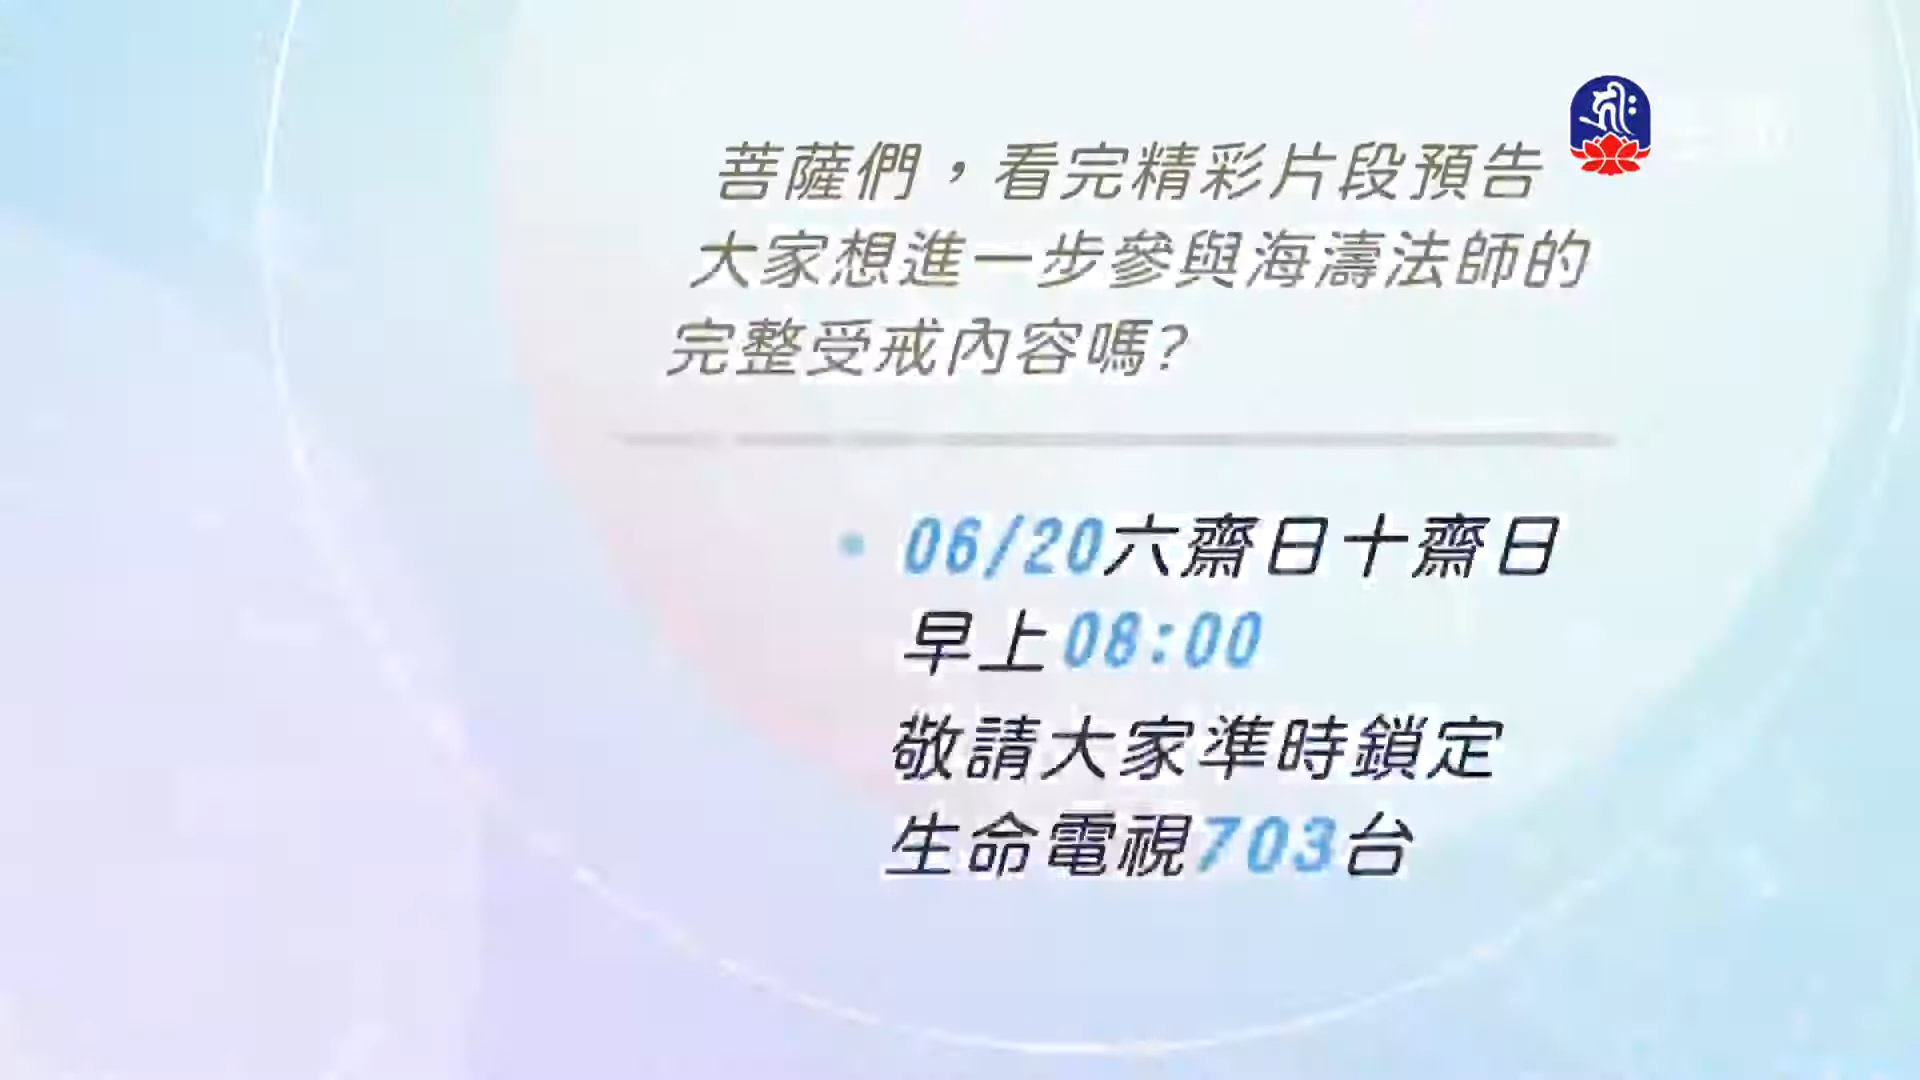 菩薩們，看完精彩片段預告
大家想進一步參與海濤法師的
完整受戒內容嗎?
06/20六齋日十齋日
早上08:00
敬請大家準時鎖定
生命電視703台